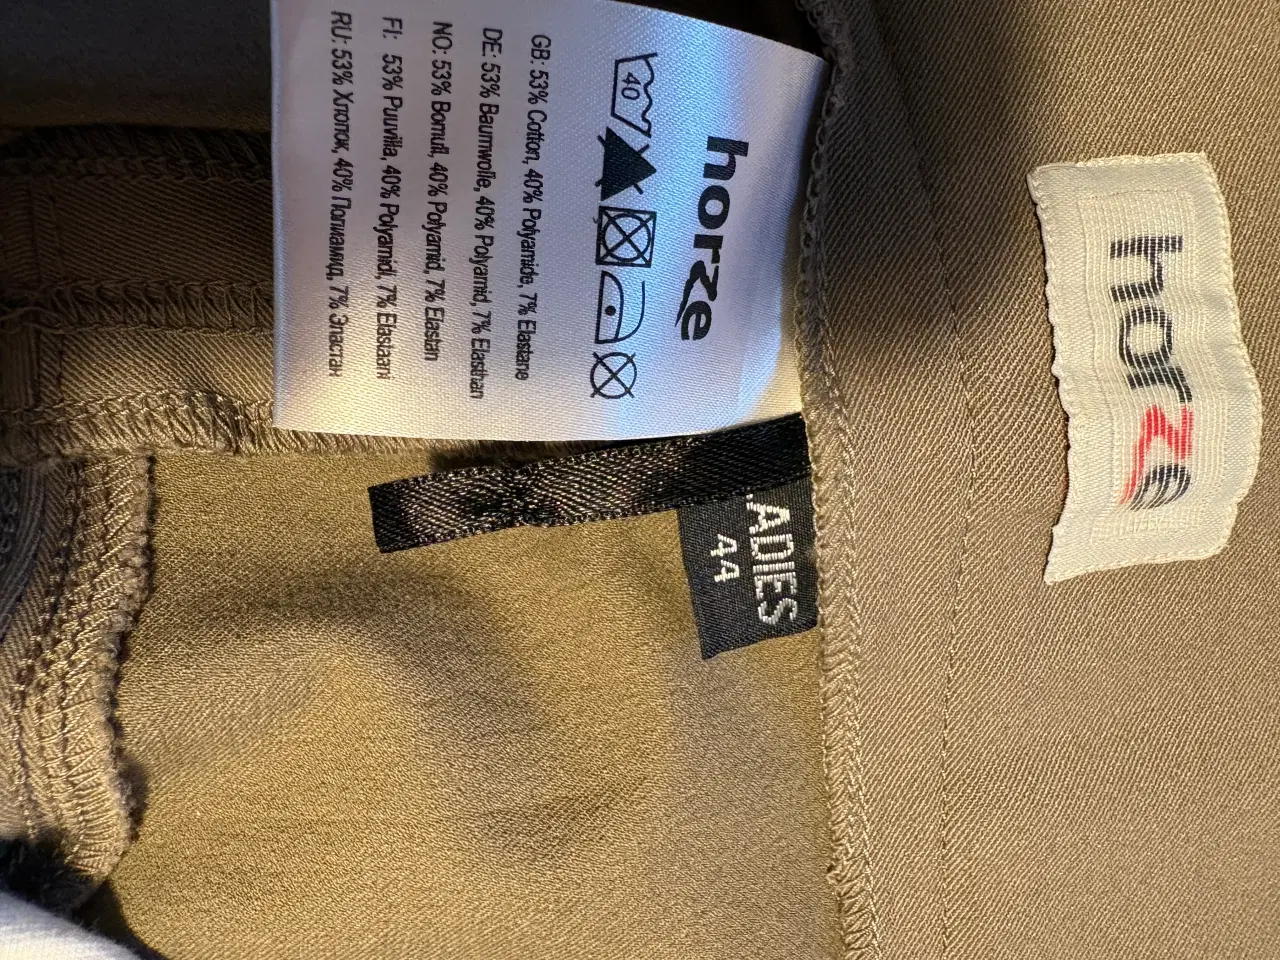 horze
40
GB: 53% Cotton, 40% Polyamide, 7% Elastane
DE: 53% Baumwolle, 40% Polyamid, 7% Elasthan
NO: 53% Bomull, 40% Polyamid, 7% Elastan
FI: 53% Puuvilla, 40% Polyamidi, 7% Elastaani
RU: 53% Хлопок, 40% Полиамид, 7% Эластан
LADIES
44
horze